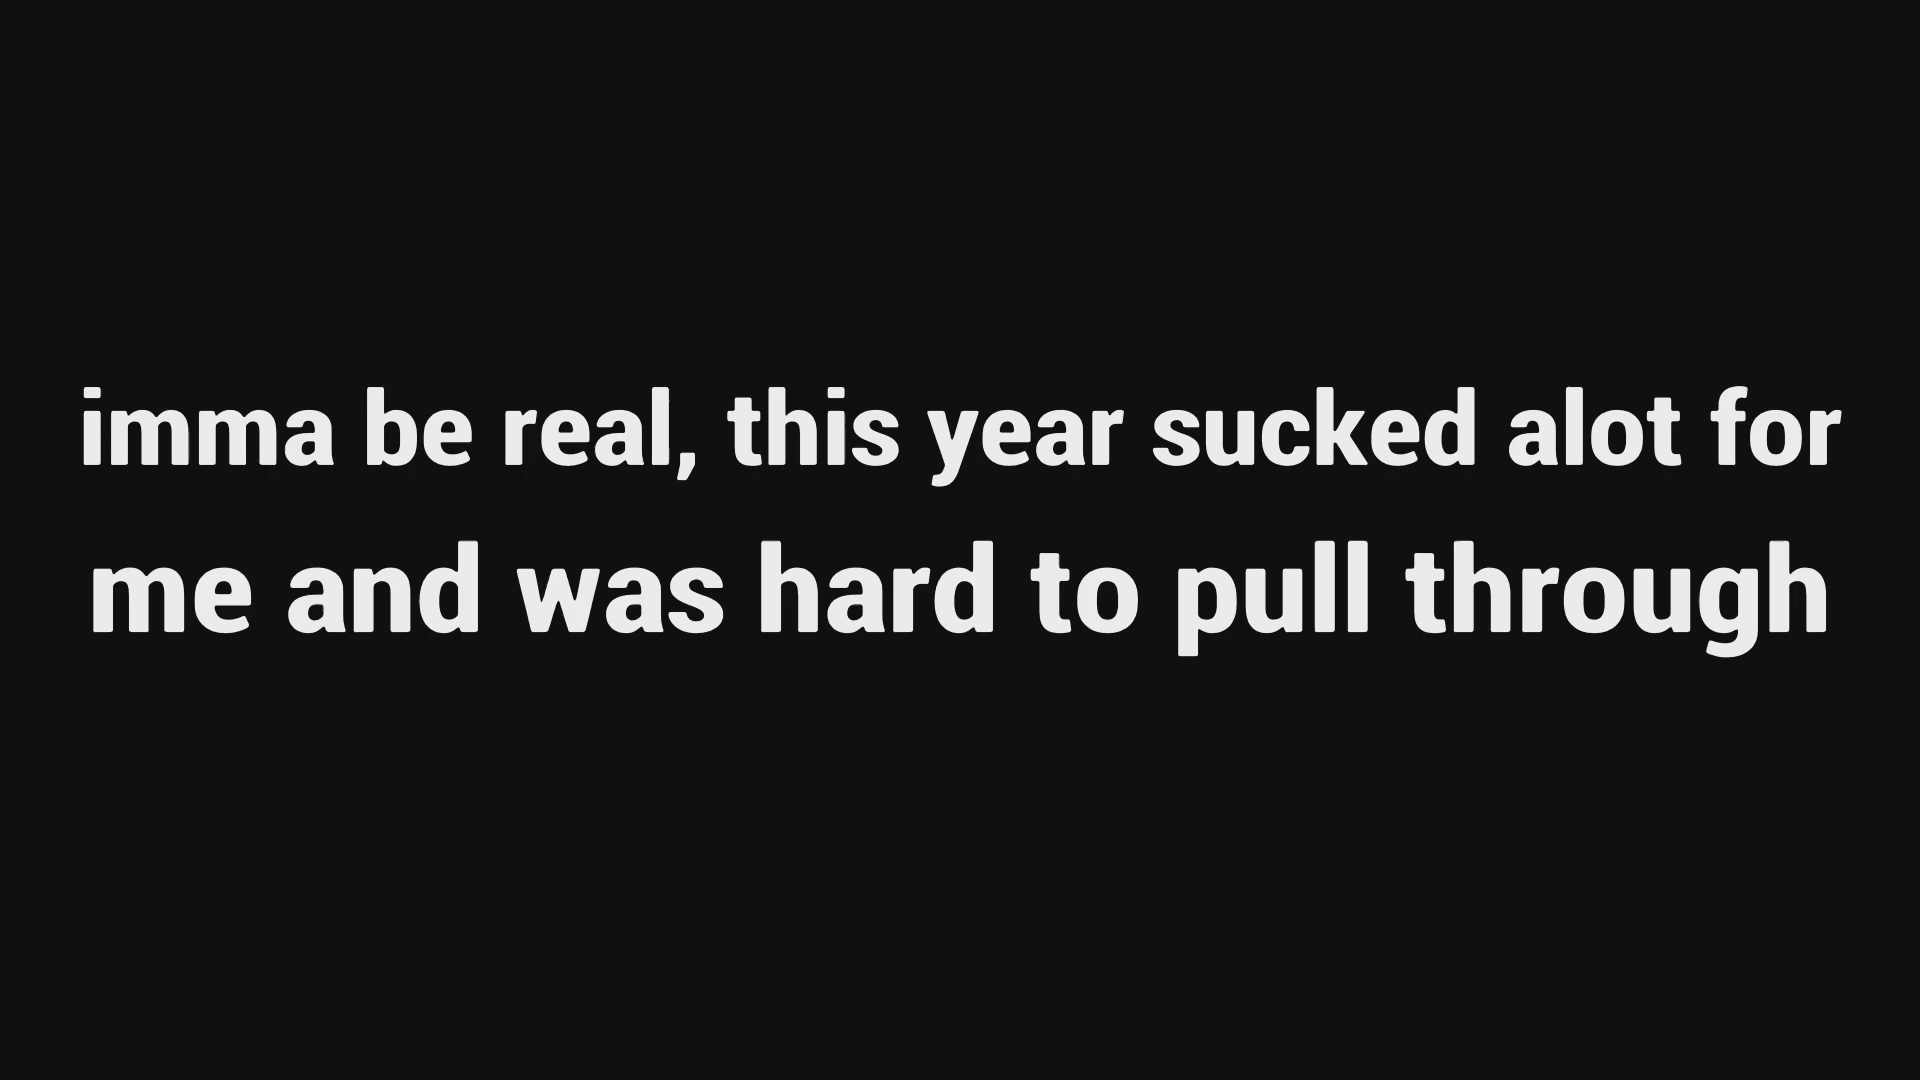 imma be real, this year sucked alot for
me and was hard to pull through